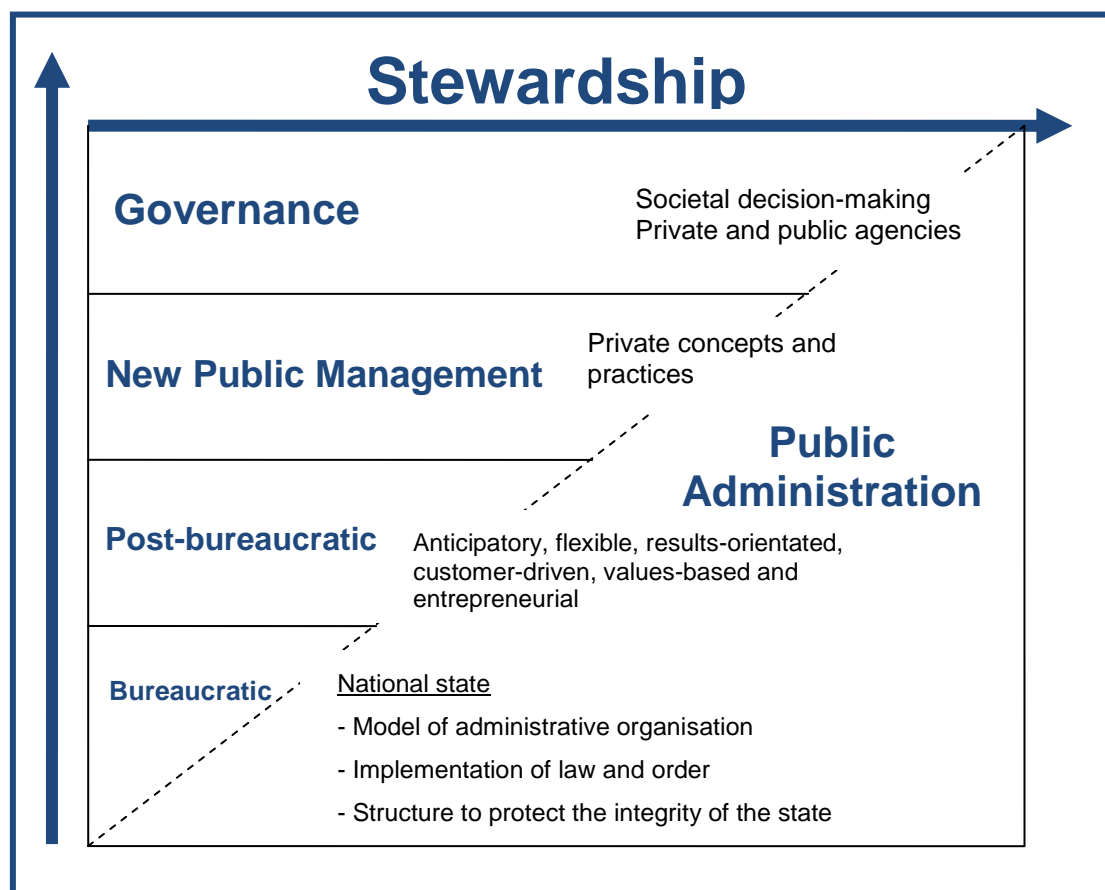 Stewardship
Governance
Societal decision-making
Private and public agencies
New Public Management
Private concepts and
practices
Public
Administration
Post-bureaucratic
Anticipatory, flexible, results-orientated,
customer-driven, values-based and
entrepreneurial
Bureaucratic
National state
- Model of administrative organisation
- Implementation of law and order
- Structure to protect the integrity of the state